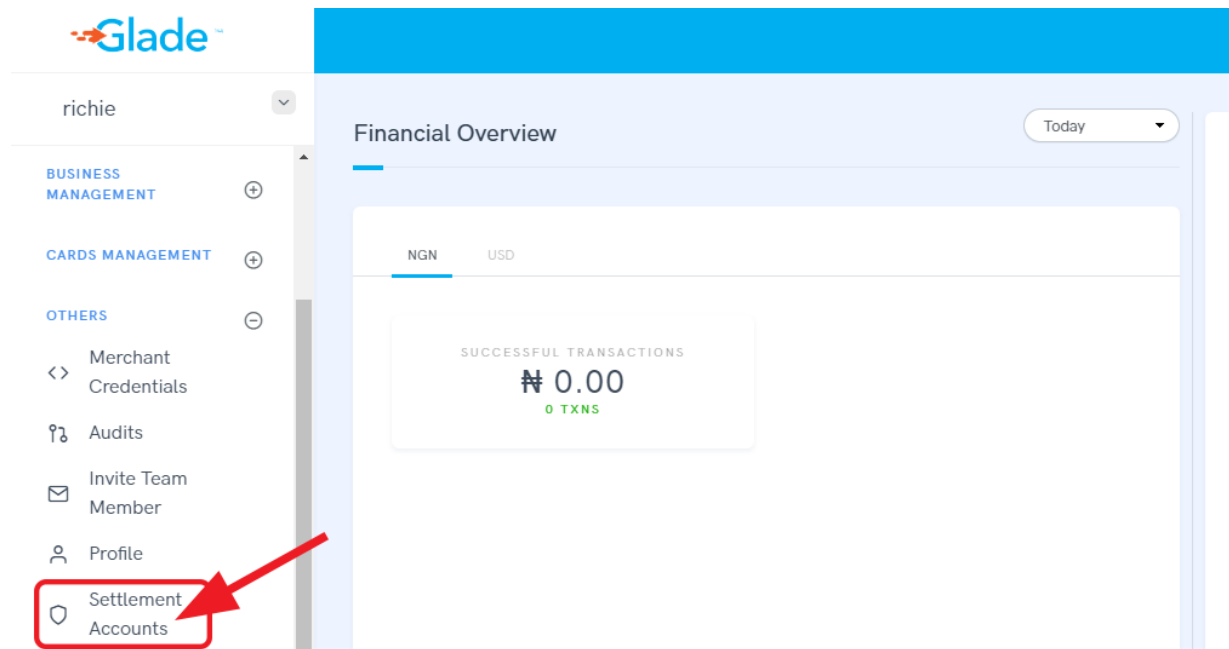 Glade™
richie
BUSINESS
MANAGEMENT
CARDS MANAGEMENT
OTHERS
Merchant
Credentials
Audits
Invite Team
Member
Profile
Settlement
Accounts
Financial Overview
Today
NGN
USD
SUCCESSFUL TRANSACTIONS
₦ 0.00
0 TXNS